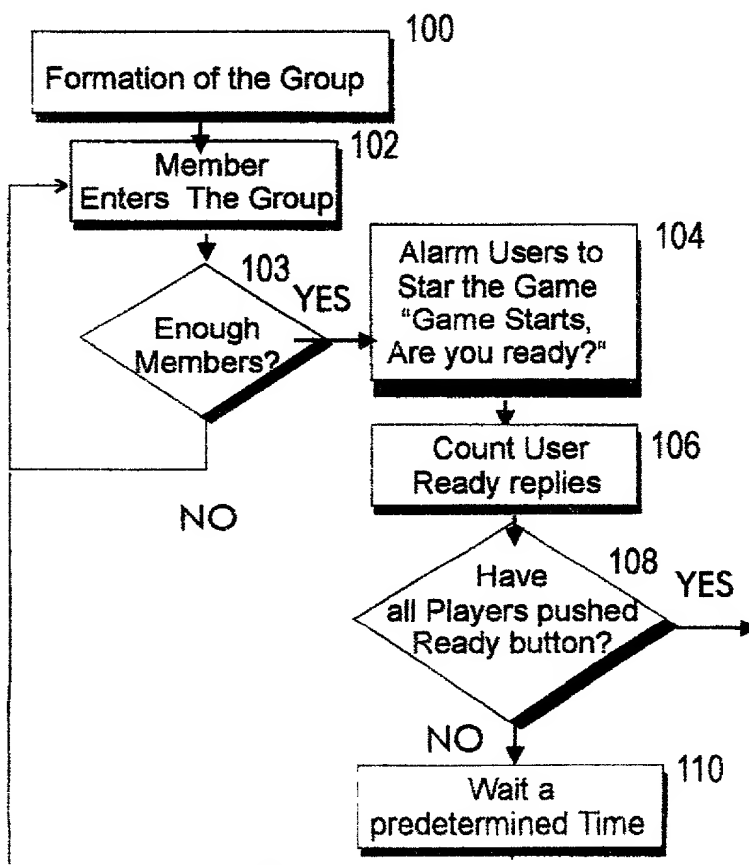 100
Formation of the Group
102
Member
Enters The Group
103
YES
Enough
Members?
NO
104
Alarm Users to
Star the Game
“Game Starts,
Are you ready?“
106
Count User
Ready replies
108
YES
Have
all Players pushed
Ready button?
NO
110
Wait a
predetermined Time